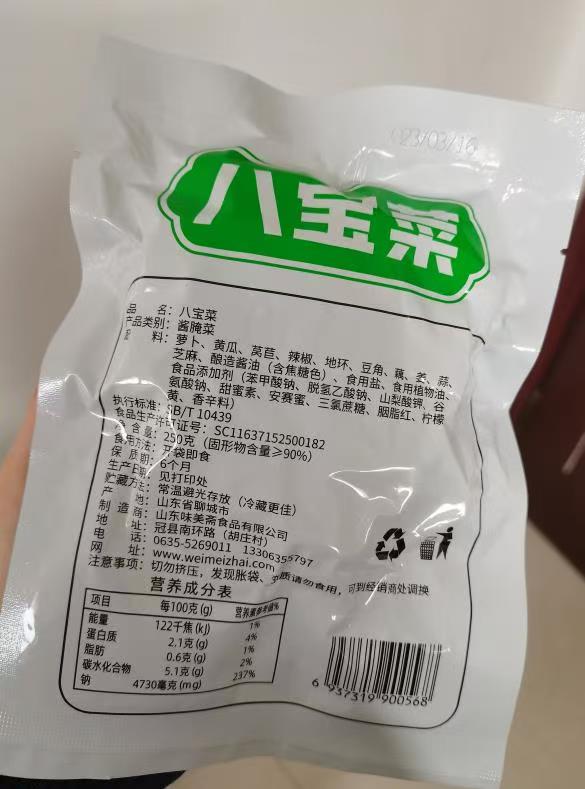 023/03/16
八宝菜
品 名：八宝菜
产品类别：酱腌菜
料：萝卜、黄瓜、莴苣、辣椒、地环、豆角、藕、姜、蒜、
芝麻、酿造酱油（含焦糖色）、食用盐、食用植物油、
食品添加剂（苯甲酸钠、脱氢乙酸钠、山梨酸钾、谷
氨酸钠、甜蜜素、安赛蜜、三氯蔗糖、胭脂红、柠檬
黄、香辛料）
执行标准：SB/T 10439
食品生产许可证号：SC11637152500182
含量：250克（固形物含量≥90%）
食用方法：开袋即食
保 质 期：6个月
生产日期：见打印处
贮藏方法：常温避光存放（冷藏更佳）
产 地：山东省聊城市
制 造 商：山东味美斋食品有限公司
地 址：冠县南环路（胡庄村）
电 话：0635-5269011 13306355797
网 址：www.weimeizhai.com
注意事项：切勿挤压，发现胀袋、质请勿食用，可到经销商处调换
营养成分表
项目 每100克(g) 营养素参考值%
能量 122千焦(kJ) 1%
蛋白质 2.1克(g) 4%
脂肪 0.6克(g) 1%
碳水化合物 5.1克(g) 2%
钠 4730毫克(mg) 237%
6 937319 900568